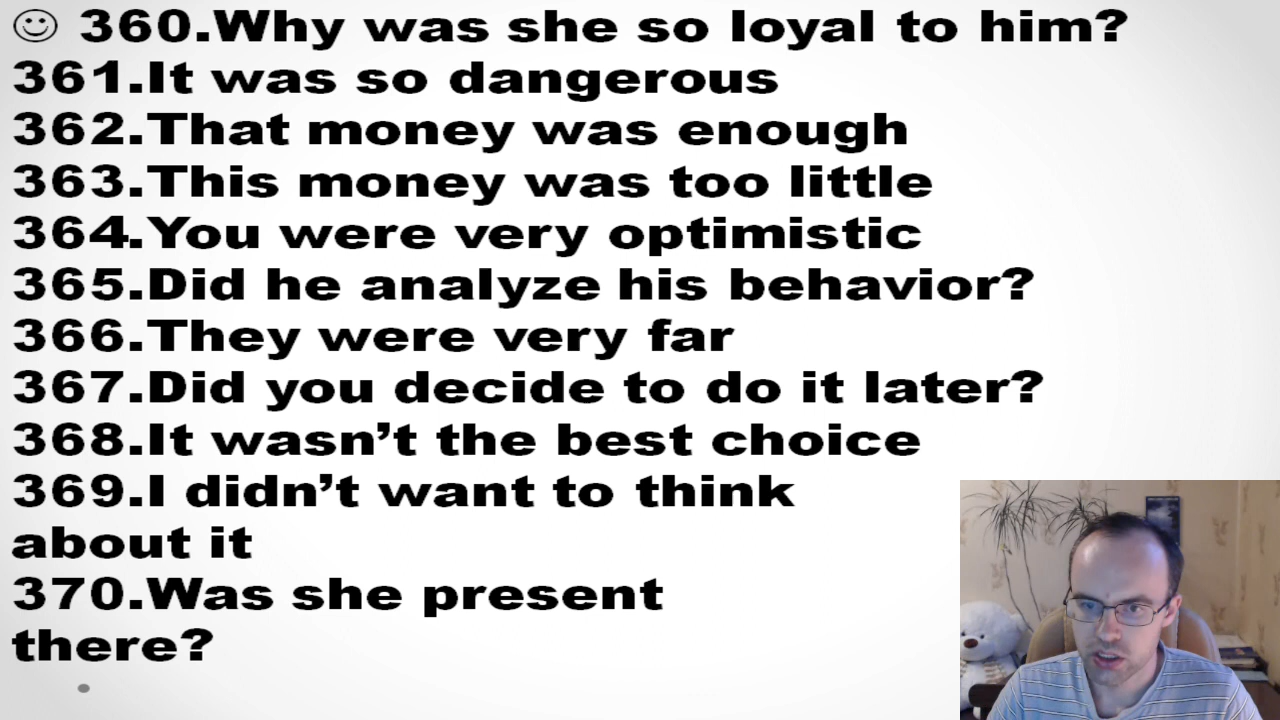 ☺ 360.Why was she so loyal to him?
361.It was so dangerous
362.That money was enough
363.This money was too little
364.You were very optimistic
365.Did he analyze his behavior?
366.They were very far
367.Did you decide to do it later?
368.It wasn’t the best choice
369.I didn’t want to think
about it
370.Was she present
there?